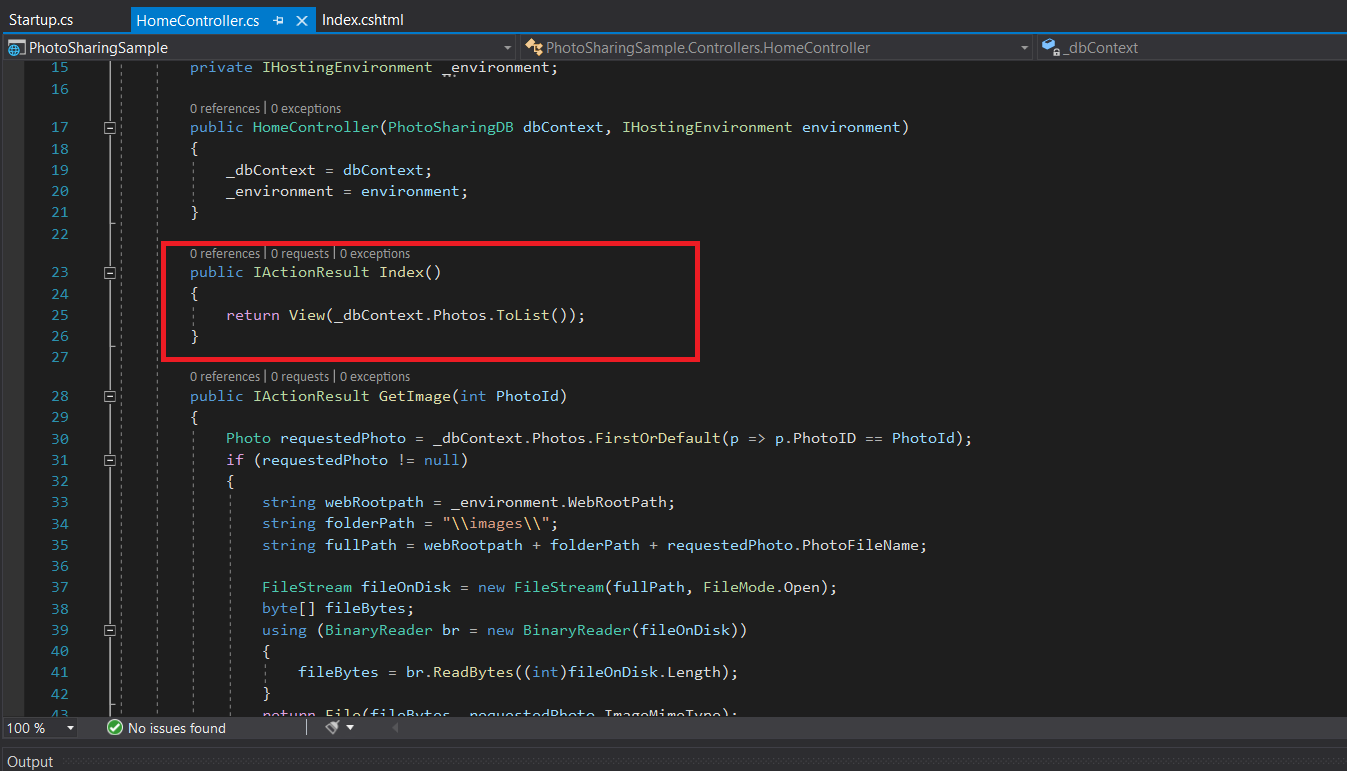 Startup.cs HomeController.cs Index.cshtml
PhotoSharingSample PhotoSharingSample.Controllers.HomeController _dbContext
15 private IHostingEnvironment _environment;
16
0 references | 0 exceptions
17 public HomeController(PhotoSharingDB dbContext, IHostingEnvironment environment)
18 {
19 _dbContext = dbContext;
20 _environment = environment;
21 }
22
0 references | 0 requests | 0 exceptions
23 public IActionResult Index()
24 {
25 return View(_dbContext.Photos.ToList());
26 }
27
0 references | 0 requests | 0 exceptions
28 public IActionResult GetImage(int PhotoId)
29 {
30 Photo requestedPhoto = _dbContext.Photos.FirstOrDefault(p => p.PhotoID == PhotoId);
31 if (requestedPhoto != null)
32 {
33 string webRootpath = _environment.WebRootPath;
34 string folderPath = "\\images\\";
35 string fullPath = webRootpath + folderPath + requestedPhoto.PhotoFileName;
36
37 FileStream fileOnDisk = new FileStream(fullPath, FileMode.Open);
38 byte[] fileBytes;
39 using (BinaryReader br = new BinaryReader(fileOnDisk))
40 {
41 fileBytes = br.ReadBytes((int)fileOnDisk.Length);
42 }
43 return File(fileBytes, requestedPhoto.ImageMimeType);
100 % No issues found
Output